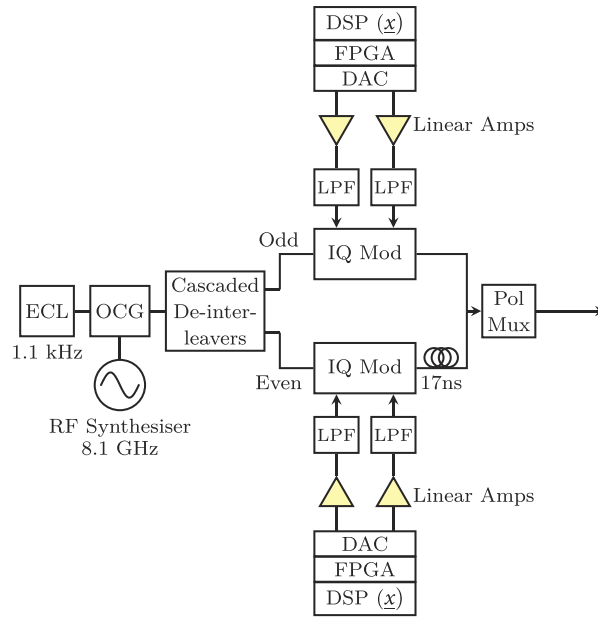 DSP (x)
FPGA
DAC
Linear Amps
LPF LPF
Odd
IQ Mod
Cascaded
De-inter-
leavers
ECL
OCG
Pol
Mux
1.1 kHz
IQ Mod
Even
17ns
RF Synthesiser
8.1 GHz
LPF LPF
Linear Amps
DAC
FPGA
DSP (x)